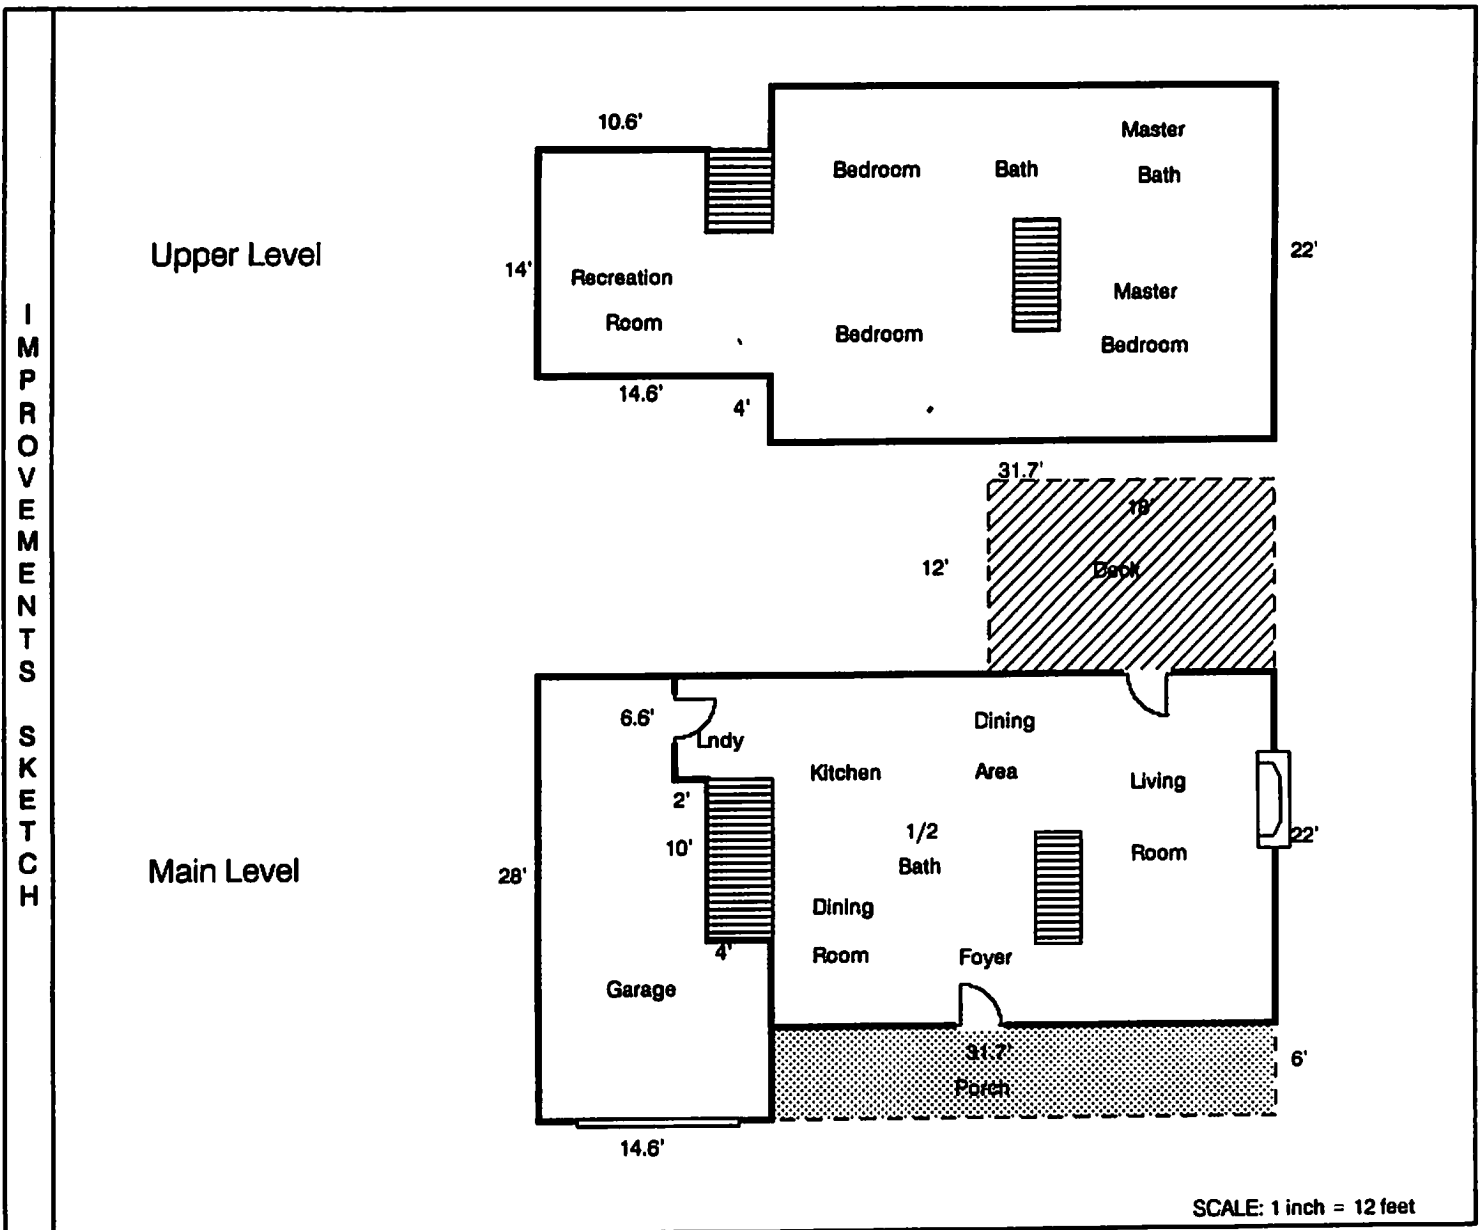 IMPROVEMENTS SKETCH
Upper Level
10.6'
14'
Recreation
Room
14.6'
4'
Bedroom
Bath
Master
Bath
22'
Bedroom
Master
Bedroom
31.7'
18'
12'
Deck
Main Level
28'
6.6'
Lndy
2'
10'
4'
Garage
14.6'
Kitchen
Dining
Area
Living
Room
22'
1/2
Bath
Dining
Room
Foyer
31.7'
Porch
6'
SCALE: 1 inch = 12 feet